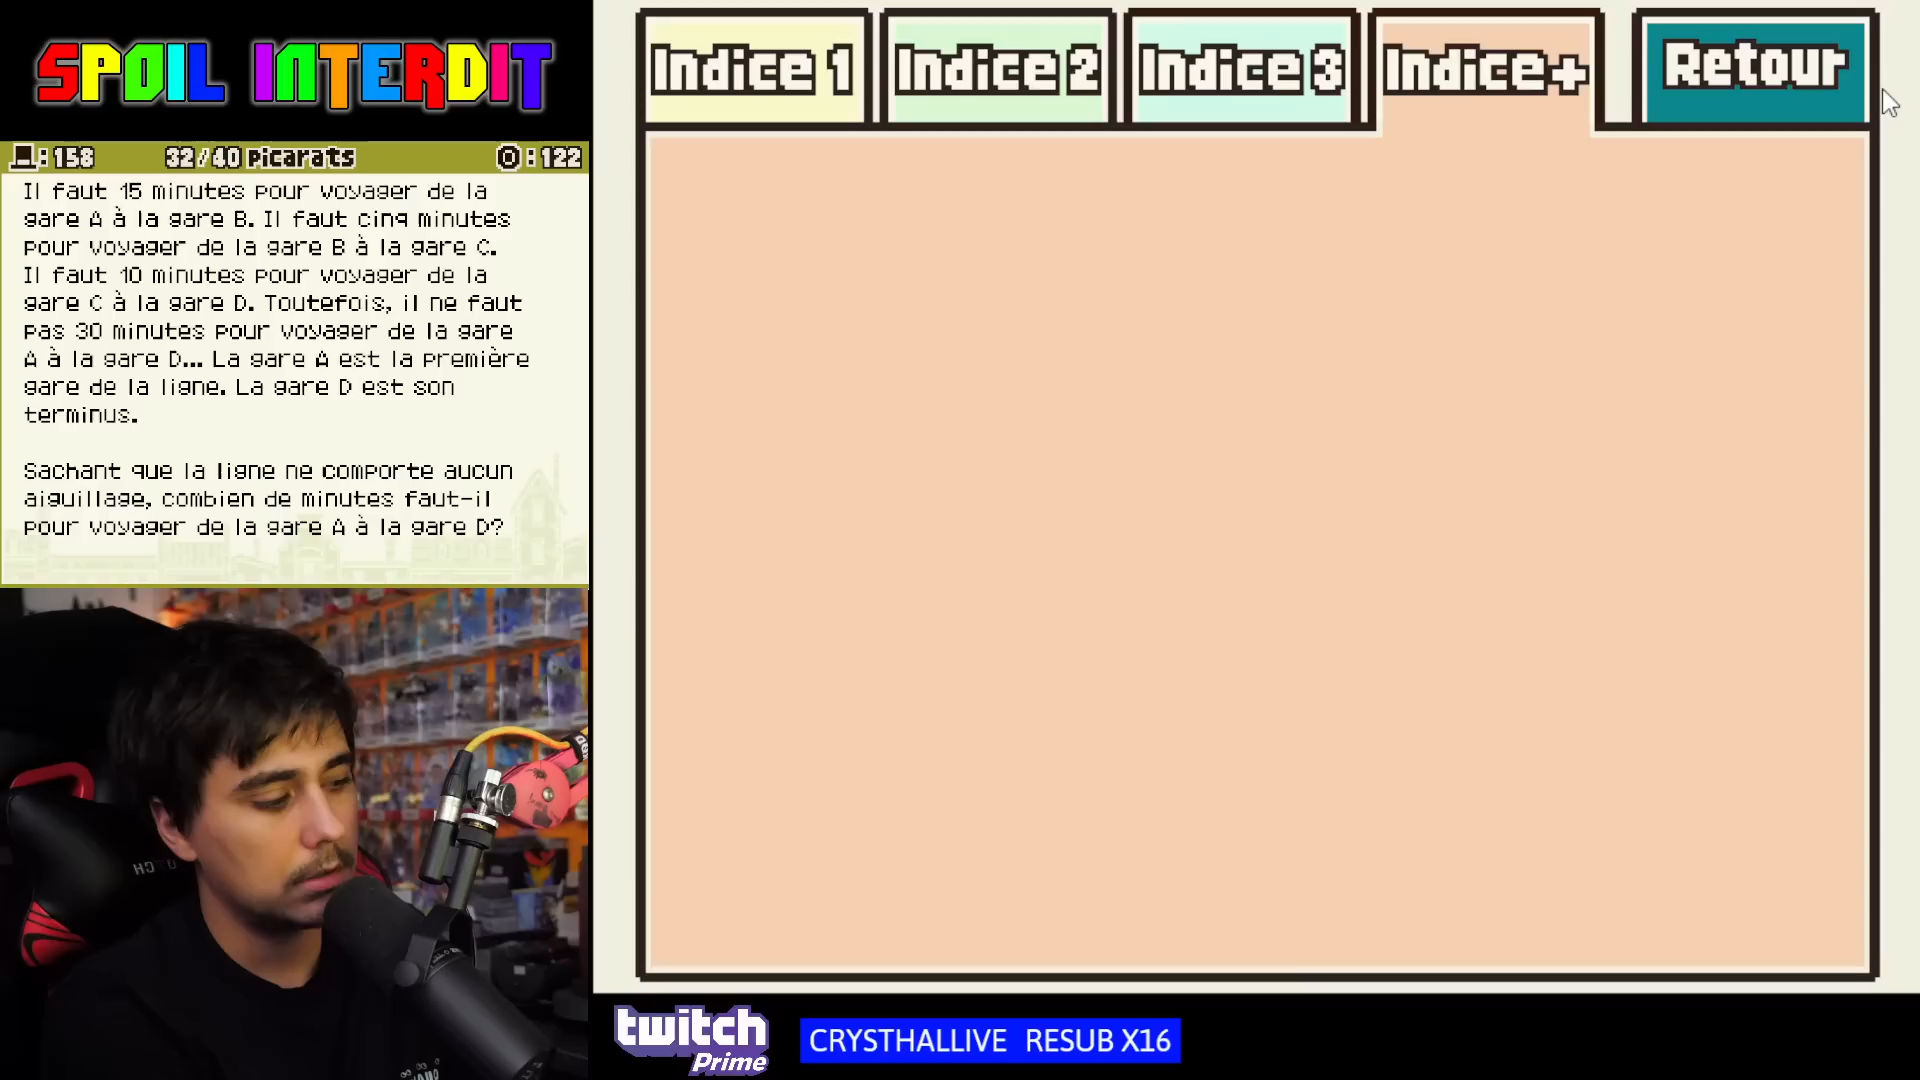 SPOIL INTERDIT
:158 32/40 picarats :122
Il faut 15 minutes pour voyager de la
gare A à la gare B. Il faut cinq minutes
pour voyager de la gare B à la gare C.
Il faut 10 minutes pour voyager de la
gare C à la gare D. Toutefois, il ne faut
pas 30 minutes pour voyager de la gare
A à la gare D... La gare A est la première
gare de la ligne. La gare D est son
terminus.
Sachant que la ligne ne comporte aucun
aiguillage, combien de minutes faut-il
pour voyager de la gare A à la gare D?
Indice 1 Indice 2 Indice 3 Indice+ Retour
twitch
Prime
CRYSTHALLIVE RESUB X16